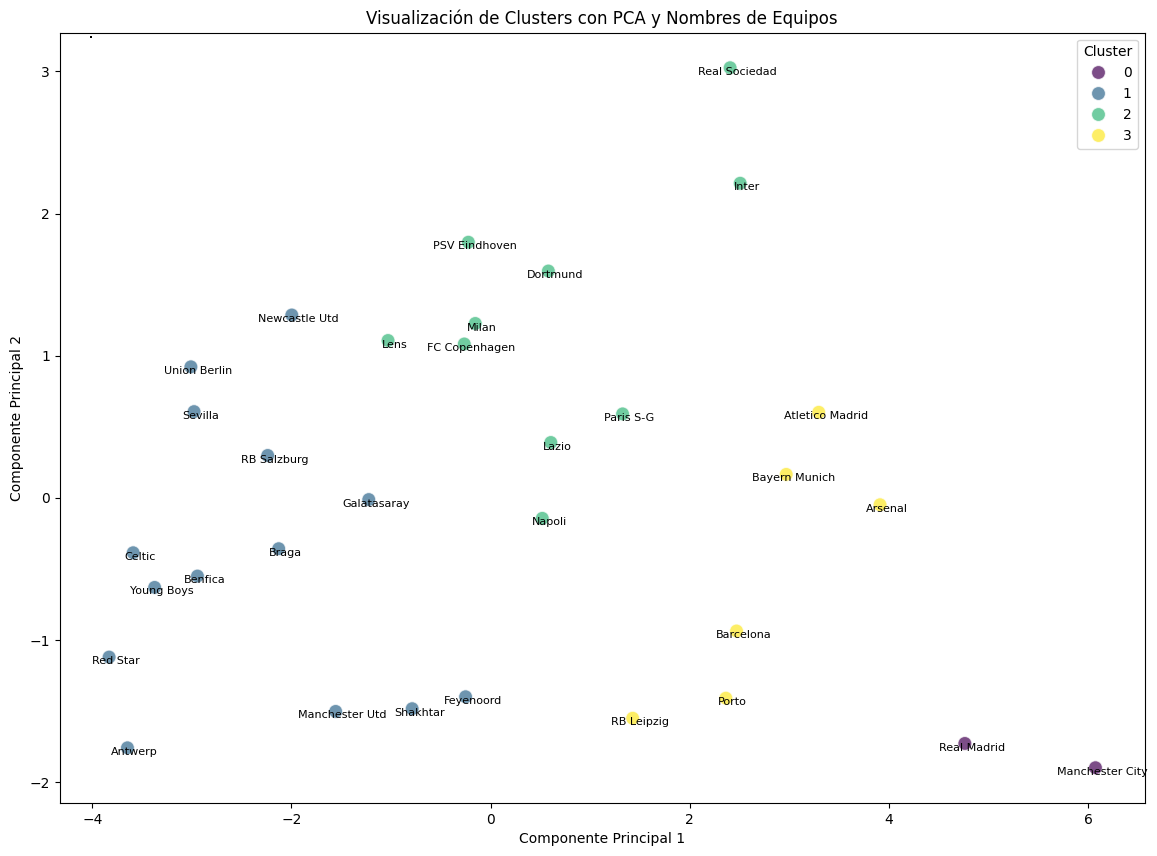 Visualización de Clusters con PCA y Nombres de Equipos
Cluster
0
1
2
3
Real Sociedad
Inter
PSV Eindhoven
Dortmund
Newcastle Utd
Milan
Lens
FC Copenhagen
Union Berlin
Sevilla
Paris S-G
Atletico Madrid
Lazio
RB Salzburg
Bayern Munich
Galatasaray
Arsenal
Napoli
Braga
Celtic
Benfica
Young Boys
Barcelona
Red Star
Feyenoord
Porto
Manchester Utd
Shakhtar
RB Leipzig
Antwerp
Real Madrid
Manchester City
3
2
1
0
−1
−2
Componente Principal 2
−4
−2
0
2
4
6
Componente Principal 1